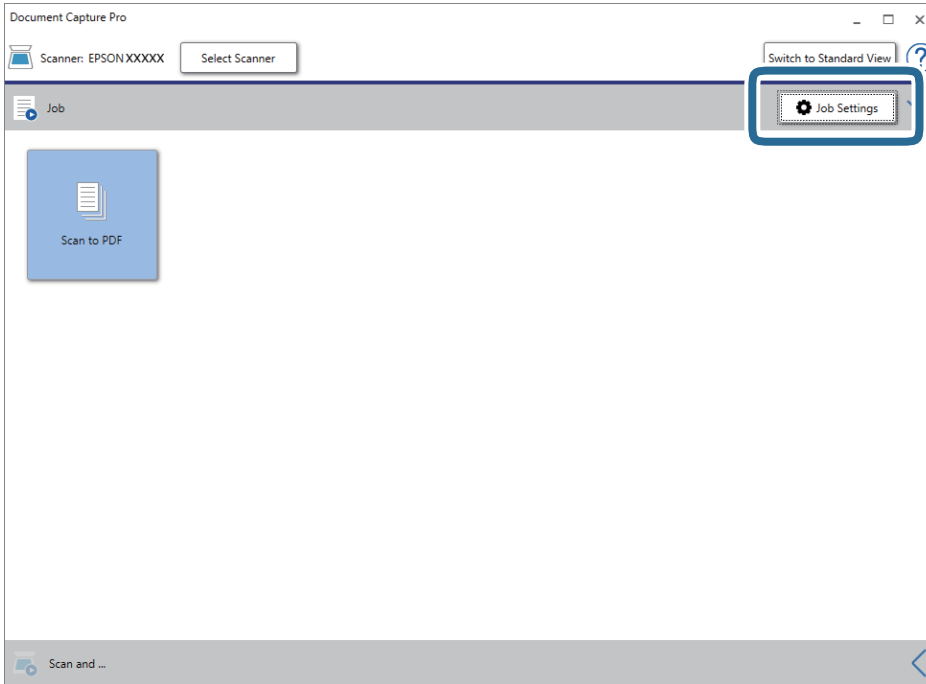 Document Capture Pro
Scanner: EPSON XXXXX
Select Scanner
Switch to Standard View
?
Job
Job Settings
Scan to PDF
Scan and ...